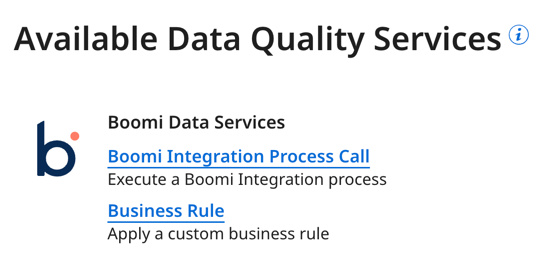 Available Data Quality Services
Boomi Data Services
Boomi Integration Process Call
Execute a Boomi Integration process
Business Rule
Apply a custom business rule